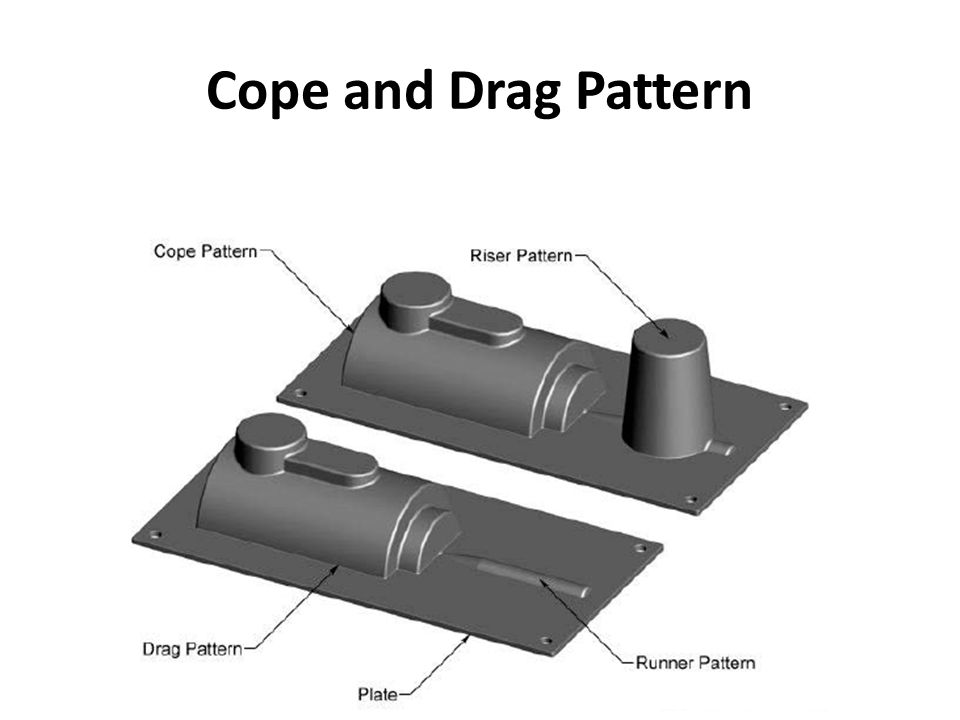 Cope and Drag Pattern
Cope Pattern
Riser Pattern
Drag Pattern
Runner Pattern
Plate